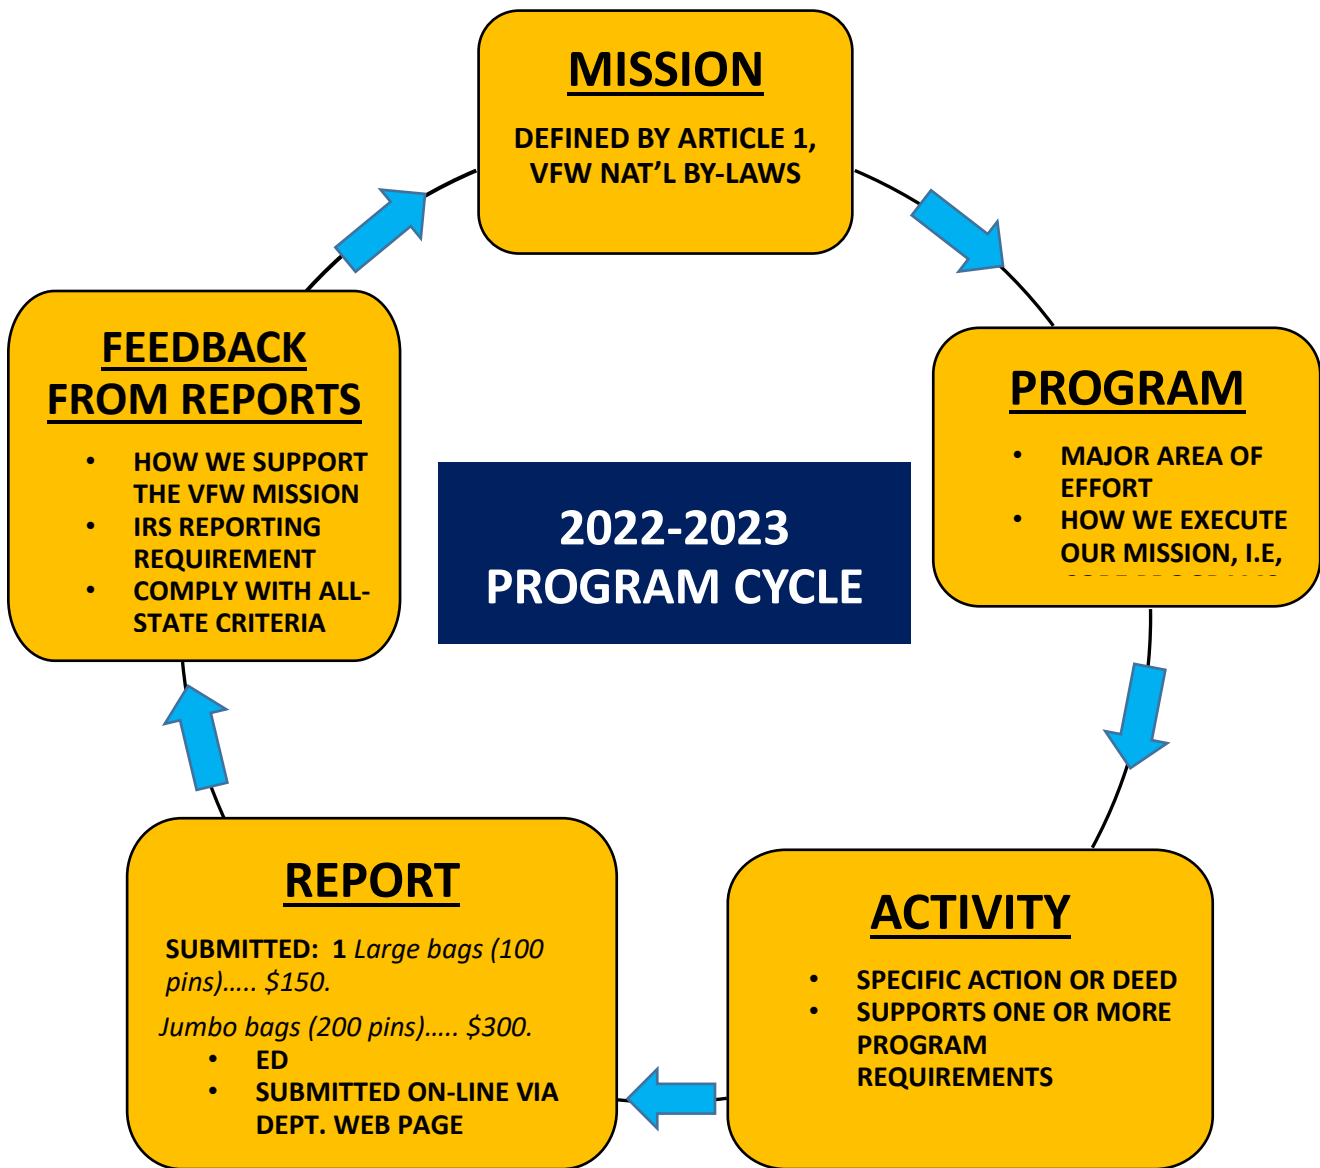 MISSION
DEFINED BY ARTICLE 1,
VFW NAT’L BY-LAWS
PROGRAM
• MAJOR AREA OF
EFFORT
• HOW WE EXECUTE
OUR MISSION, I.E,
ACTIVITY
• SPECIFIC ACTION OR DEED
• SUPPORTS ONE OR MORE
PROGRAM
REQUIREMENTS
REPORT
SUBMITTED: 1 Large bags (100
pins)..... $150.
Jumbo bags (200 pins)..... $300.
• ED
• SUBMITTED ON-LINE VIA
DEPT. WEB PAGE
FEEDBACK
FROM REPORTS
• HOW WE SUPPORT
THE VFW MISSION
• IRS REPORTING
REQUIREMENT
• COMPLY WITH ALL-
STATE CRITERIA
2022-2023
PROGRAM CYCLE